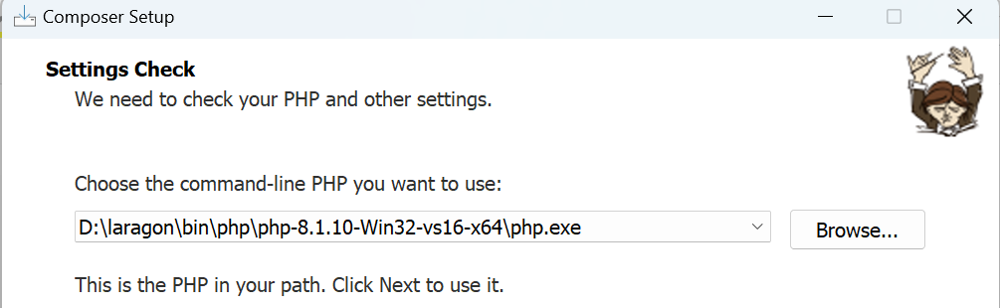 Composer Setup
Settings Check
We need to check your PHP and other settings.
Choose the command-line PHP you want to use:
D:\laragon\bin\php\php-8.1.10-Win32-vs16-x64\php.exe
Browse...
This is the PHP in your path. Click Next to use it.